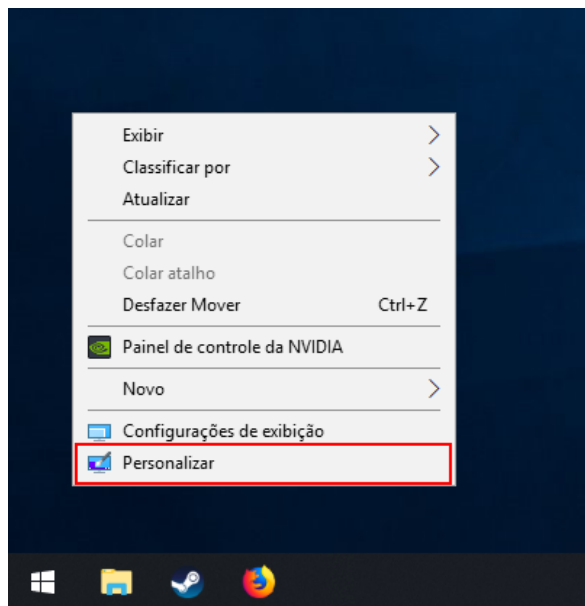 Exibir
Classificar por
Atualizar
Colar
Colar atalho
Desfazer Mover Ctrl+Z
Painel de controle da NVIDIA
Novo
Configurações de exibição
Personalizar